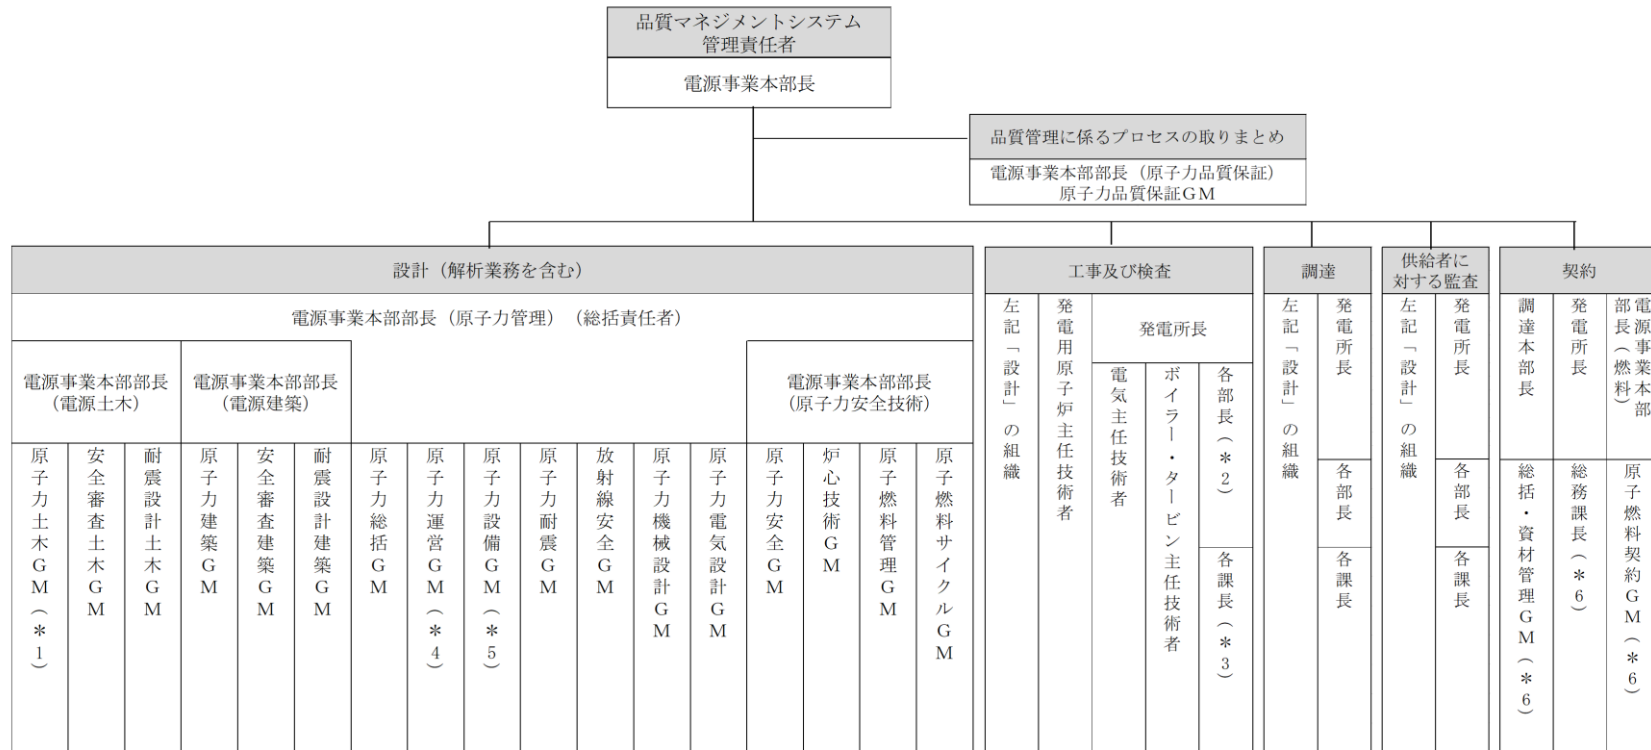 品質マネジメントシステム
管理責任者
電源事業本部長
品質管理に係るプロセスの取りまとめ
電源事業本部部長（原子力品質保証）
原子力品質保証ＧＭ
設計（解析業務を含む）
電源事業本部部長（原子力管理）（総括責任者）
電源事業本部部長
（電源土木）
電源事業本部部長
（電源建築）
電源事業本部部長
（原子力安全技術）
原子力土木ＧＭ（＊１）
安全審査土木ＧＭ
耐震設計土木ＧＭ
原子力建築ＧＭ
安全審査建築ＧＭ
耐震設計建築ＧＭ
原子力総括ＧＭ
原子力運営ＧＭ（＊４）
原子力設備ＧＭ（＊５）
原子力耐震ＧＭ
放射線安全ＧＭ
原子力機械設計ＧＭ
原子力電気設計ＧＭ
原子力安全ＧＭ
炉心技術ＧＭ
原子燃料管理ＧＭ
原子燃料サイクルＧＭ
工事及び検査
左記「設計」の組織
発電用原子炉主任技術者
発電所長
電気主任技術者
ボイラー・タービン主任技術者
各部長（＊２）
各課長（＊３）
調達
左記「設計」の組織
発電所長
各部長
各課長
供給者に
対する監査
左記「設計」の組織
発電所長
各部長
各課長
契約
調達本部長
総括・資材管理ＧＭ（＊６）
発電所長
総務課長（＊６）
電源事業本部
部長（燃料）
原子燃料契約ＧＭ（＊６）